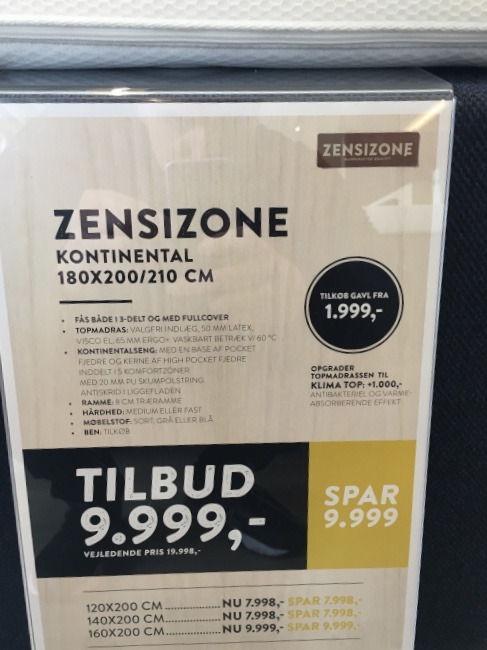 ZENSIZONE
ZENSIZONE
KONTINENTAL
180X200/210 CM
• FÅS BÅDE I 3-DELT OG MED FULLCOVER
• TOPMADRAS: VALGFRI INDLÆG, 50 MM LATEX,
VISCO EL. 65 MM ERGO+. VASKBART BETRÆK V/ 60 °C
• KONTINENTALSENG: MED EN BASE AF POCKET
FJEDRE OG KERNE AF HIGH POCKET FJEDRE
INDDELT I 5 KOMFORTZONER
MED 20 MM PU SKUMPOLSTRING
ANTISKRID I LIGGEFLADEN
• RAMME: 8 CM TRÆRAMME
• HÅRDHED: MEDIUM ELLER FAST
• MØBELSTOF: SORT, GRÅ ELLER BLÅ
• BEN: TILKØB
TILKØB GAVL FRA
1.999,-
OPGRADER
TOPMADRASSEN TIL
KLIMA TOP: +1.000,-
ANTIBAKTERIEL OG VARME-
ABSORBERENDE EFFEKT
TILBUD
9.999,-
VEJLEDENDE PRIS 19.998,-
SPAR
9.999
120X200 CM....................NU 7.998,- SPAR 7.998,-
140X200 CM....................NU 7.998,- SPAR 7.998,-
160X200 CM....................NU 9.999,- SPAR 9.999,-